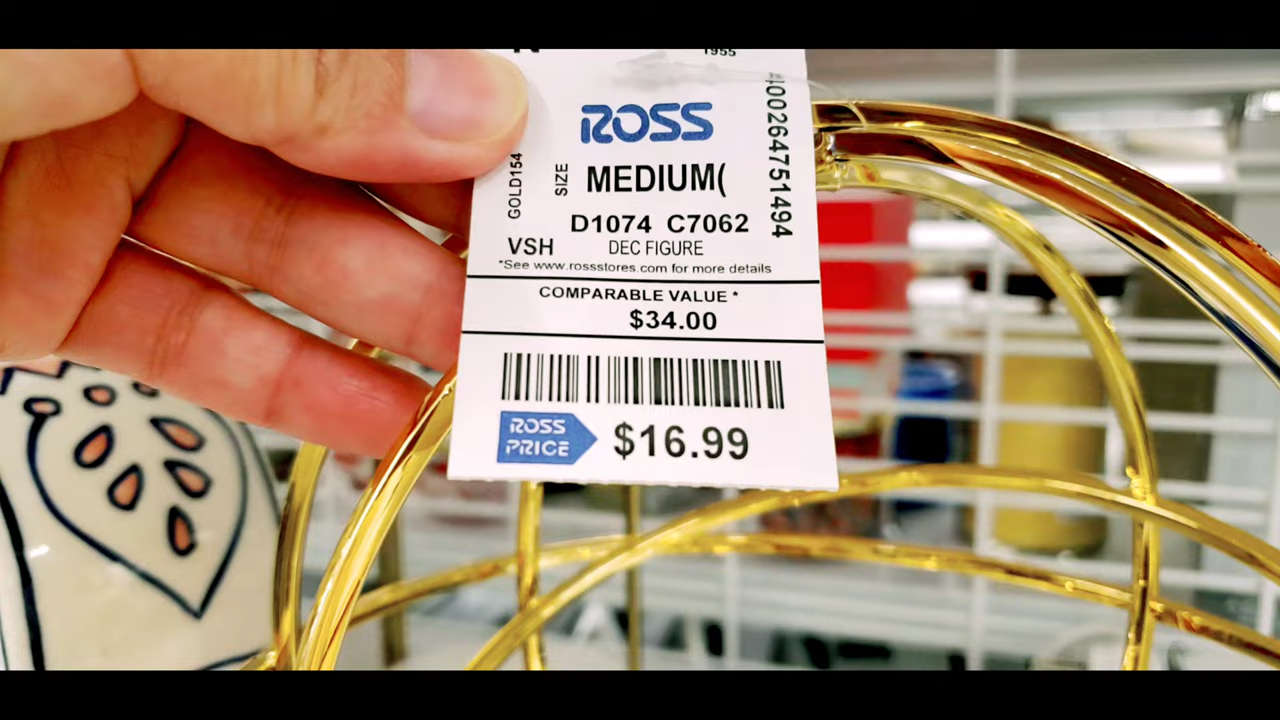 1955
ROSS
#400264751494
GOLD154
SIZE
MEDIUM(
D1074 C7062
VSH
DEC FIGURE
*See www.rossstores.com for more details
COMPARABLE VALUE *
$34.00
ROSS
PRICE
$16.99